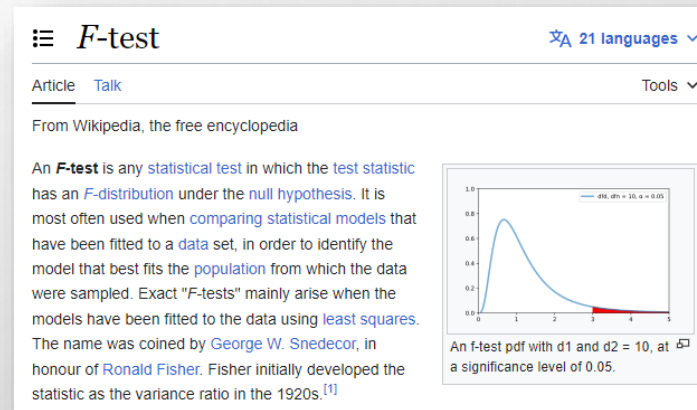 F-test
21 languages
Article Talk
Tools
From Wikipedia, the free encyclopedia
An F-test is any statistical test in which the test statistic
has an F-distribution under the null hypothesis. It is
most often used when comparing statistical models that
have been fitted to a data set, in order to identify the
model that best fits the population from which the data
were sampled. Exact "F-tests" mainly arise when the
models have been fitted to the data using least squares.
The name was coined by George W. Snedecor, in
honour of Ronald Fisher. Fisher initially developed the
statistic as the variance ratio in the 1920s.[1]
dfd, dfn = 10, α = 0.05
1.0
0.8
0.6
0.4
0.2
0.0
0 1 2 3 4 5
An f-test pdf with d1 and d2 = 10, at
a significance level of 0.05.